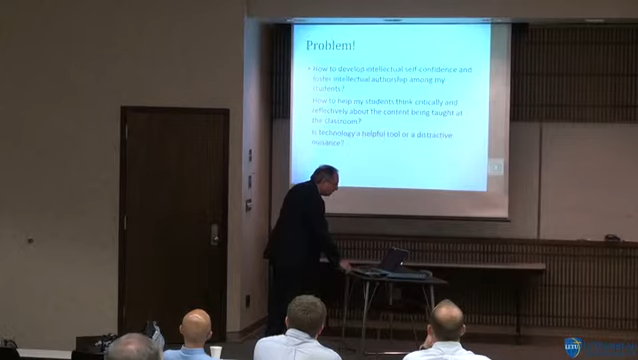 Problem!
• How to develop intellectual self-confidence and
foster intellectual authorship among my
students?
How to help my students think critically and
reflectively about the content being taught at
the classroom?
Is technology a helpful tool or a distractive
nuisance?